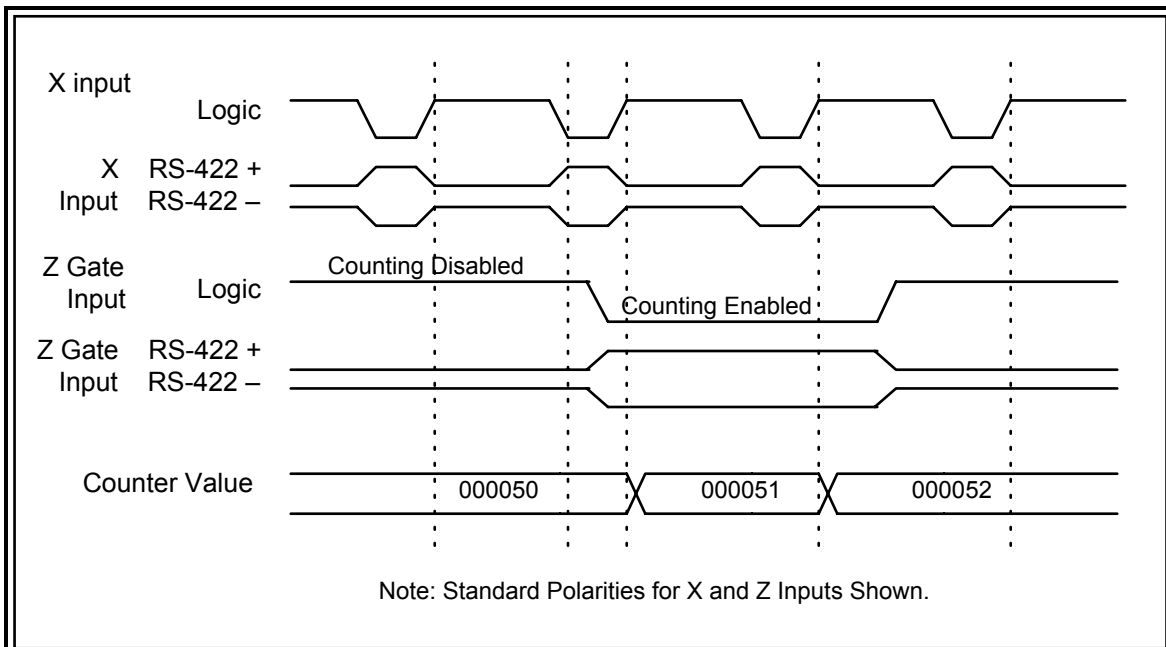 X input
Logic
X RS-422 +
Input RS-422 –
Z Gate
Input Logic
Counting Disabled
Counting Enabled
Z Gate RS-422 +
Input RS-422 –
Counter Value
000050 000051 000052
Note: Standard Polarities for X and Z Inputs Shown.